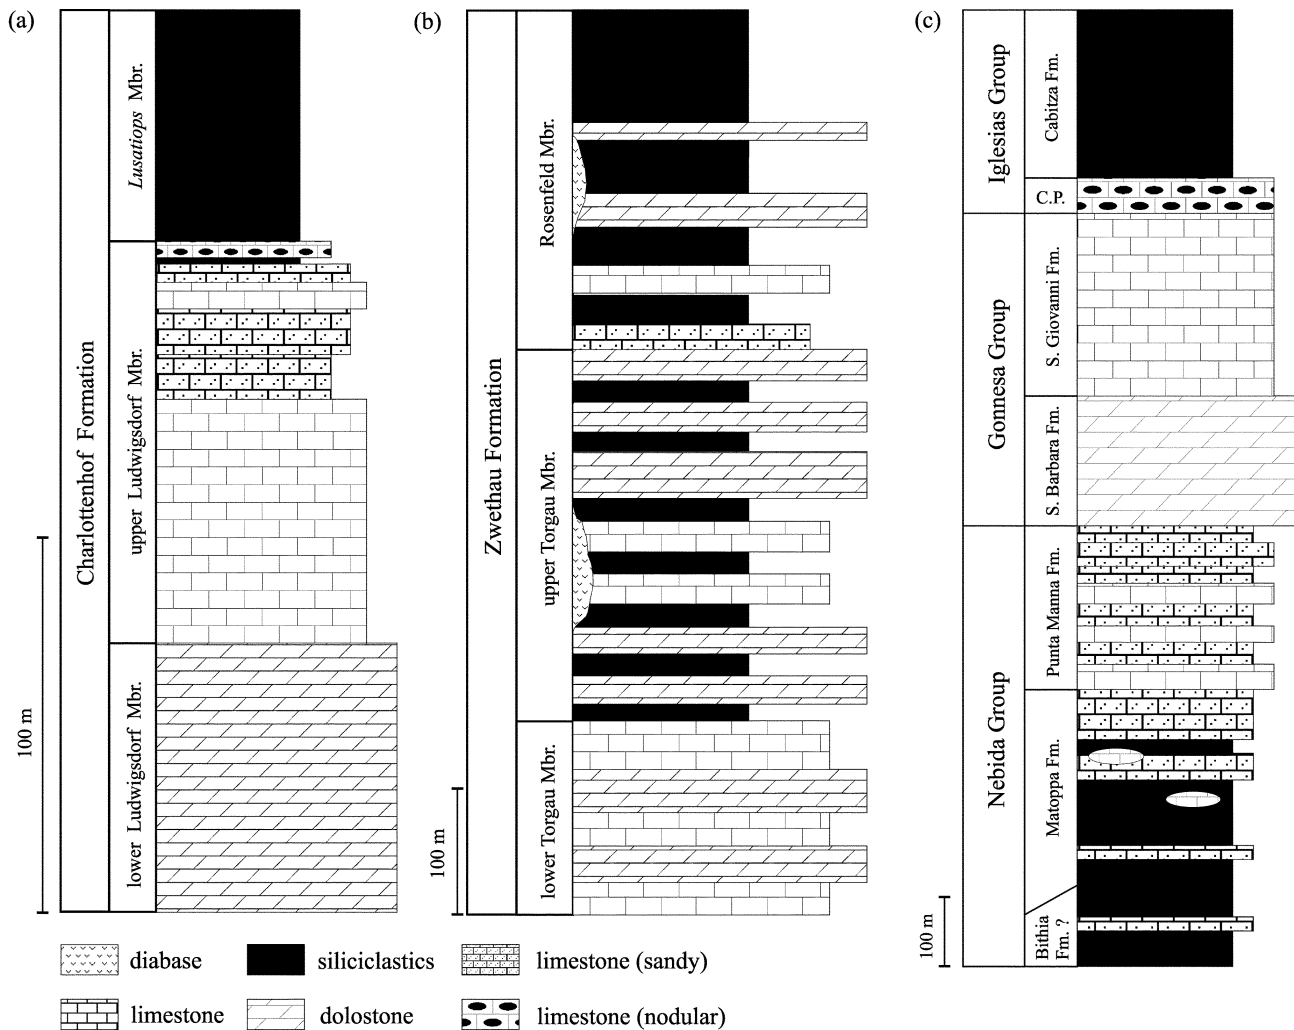 (a)
Charlottenhof Formation
Lusatiops Mbr.
upper Ludwigsdorf Mbr.
lower Ludwigsdorf Mbr.
100 m
(b)
Zwethau Formation
Rosenfeld Mbr.
upper Torgau Mbr.
lower Torgau Mbr.
100 m
(c)
Iglesias Group
Cabitza Fm.
C.P.
Gonnesa Group
S. Giovanni Fm.
S. Barbara Fm.
Nebida Group
Punta Manna Fm.
Matoppa Fm.
Bithia
Fm. ?
100 m
diabase
siliciclastics
limestone (sandy)
limestone
dolostone
limestone (nodular)